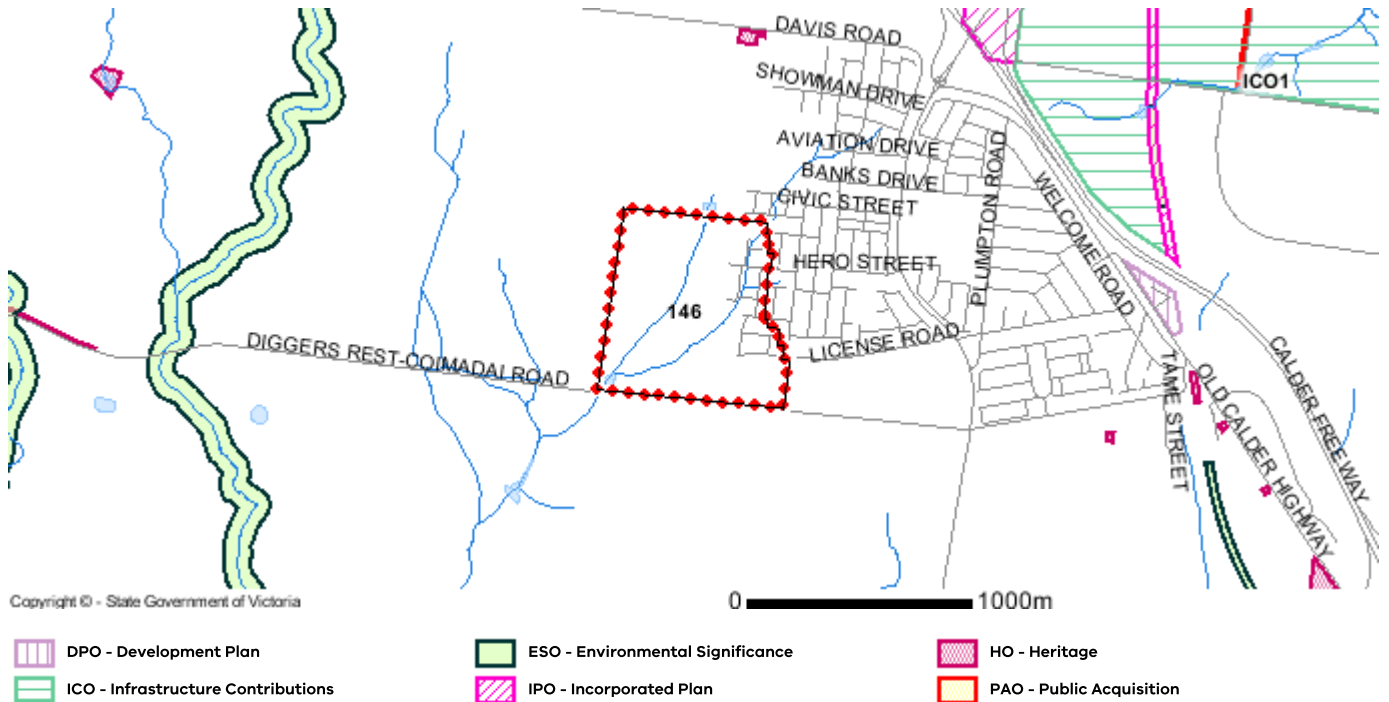 DAVIS ROAD
SHOWMAN DRIVE
ICO1
AVIATION DRIVE
BANKS DRIVE
PLUMPTON ROAD
CIVIC STREET
WELCOME ROAD
HERO STREET
146
LICENSE ROAD
DIGGERS REST-COIMADAI ROAD
TAME STREET
OLD CALDER HIGHWAY
CALDER FREEWAY
Copyright © - State Government of Victoria
0 1000m
DPO - Development Plan
ESO - Environmental Significance
HO - Heritage
ICO - Infrastructure Contributions
IPO - Incorporated Plan
PAO - Public Acquisition